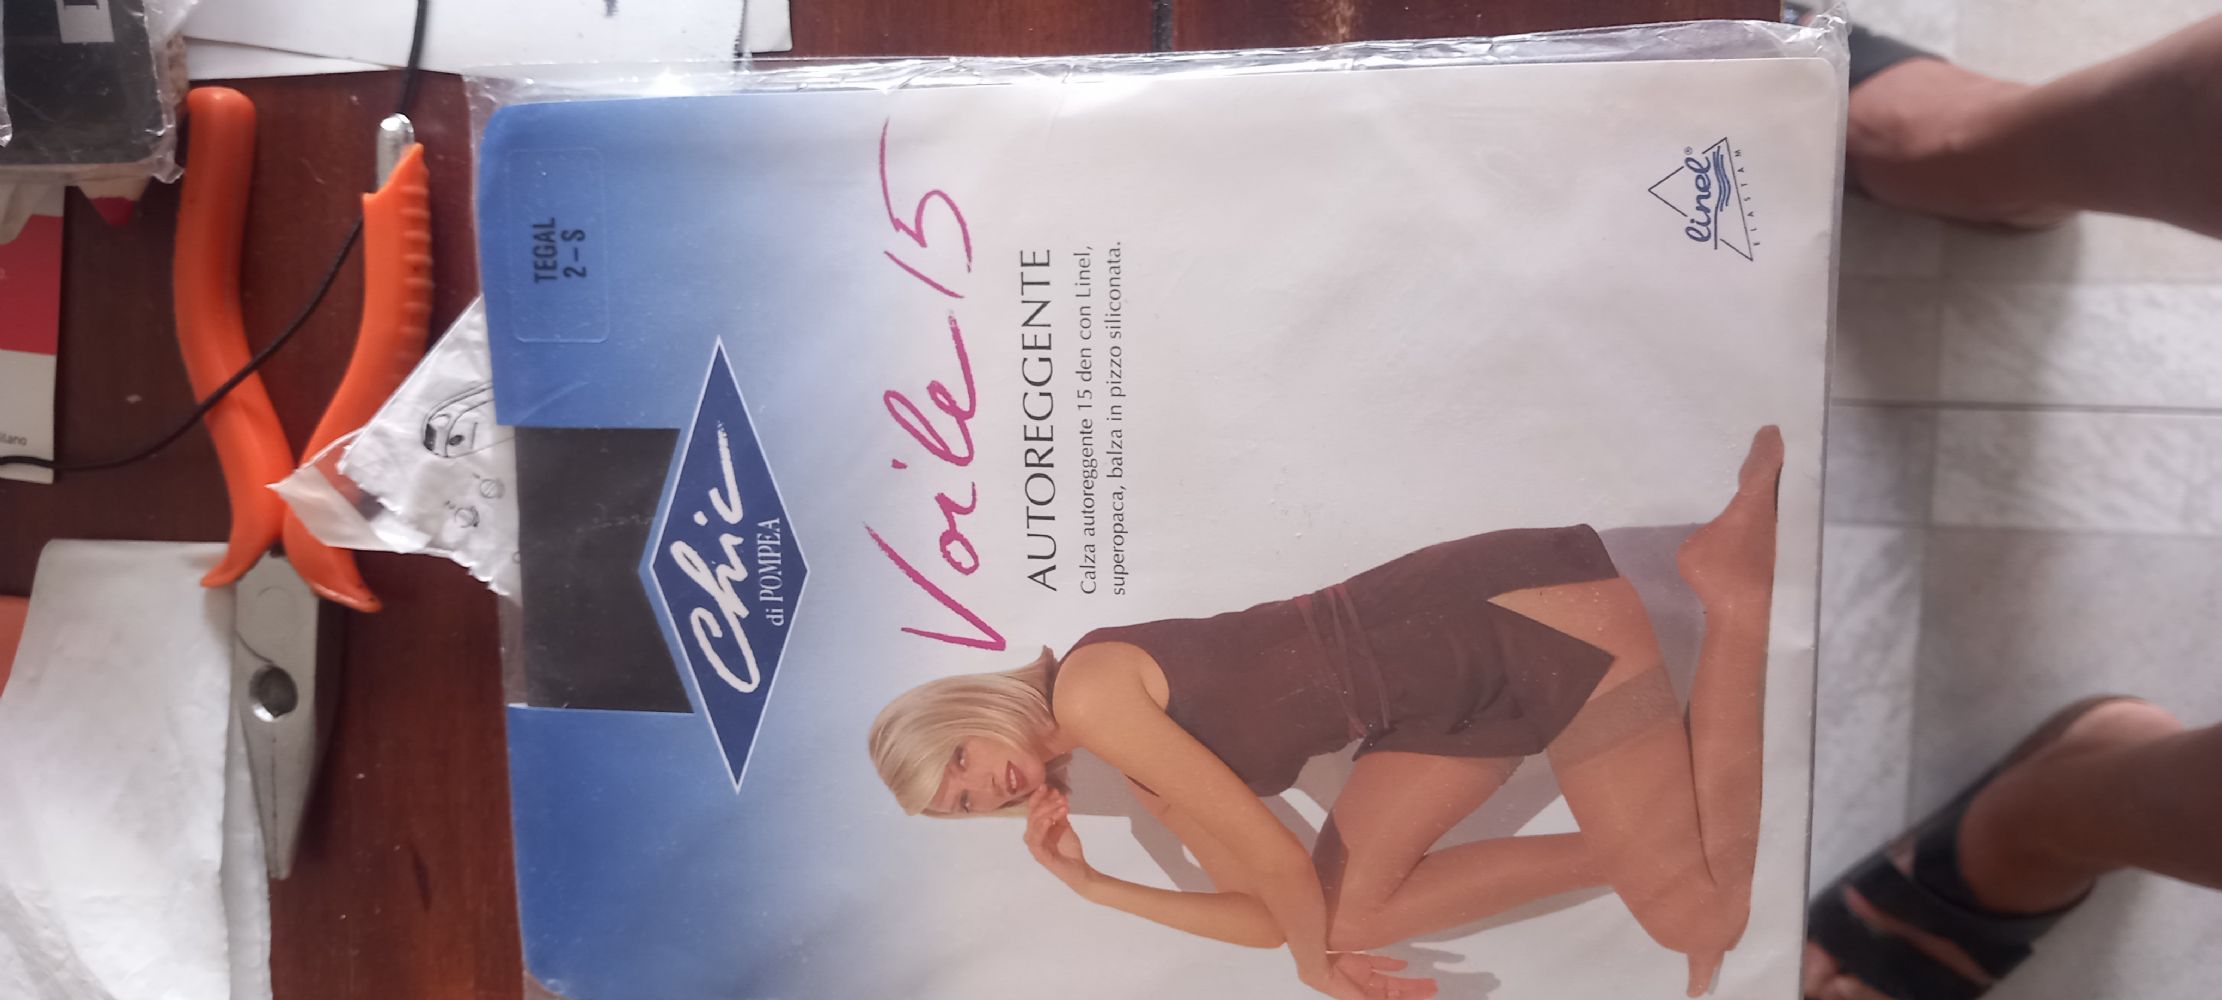 TEGAL
2-S
Chic
di POMPEA
Voile 15
AUTOREGGENTE
Calza autoreggente 15 den con Linel,
superopaca, balza in pizzo siliconata.
linel®
ELASTAM
ilano